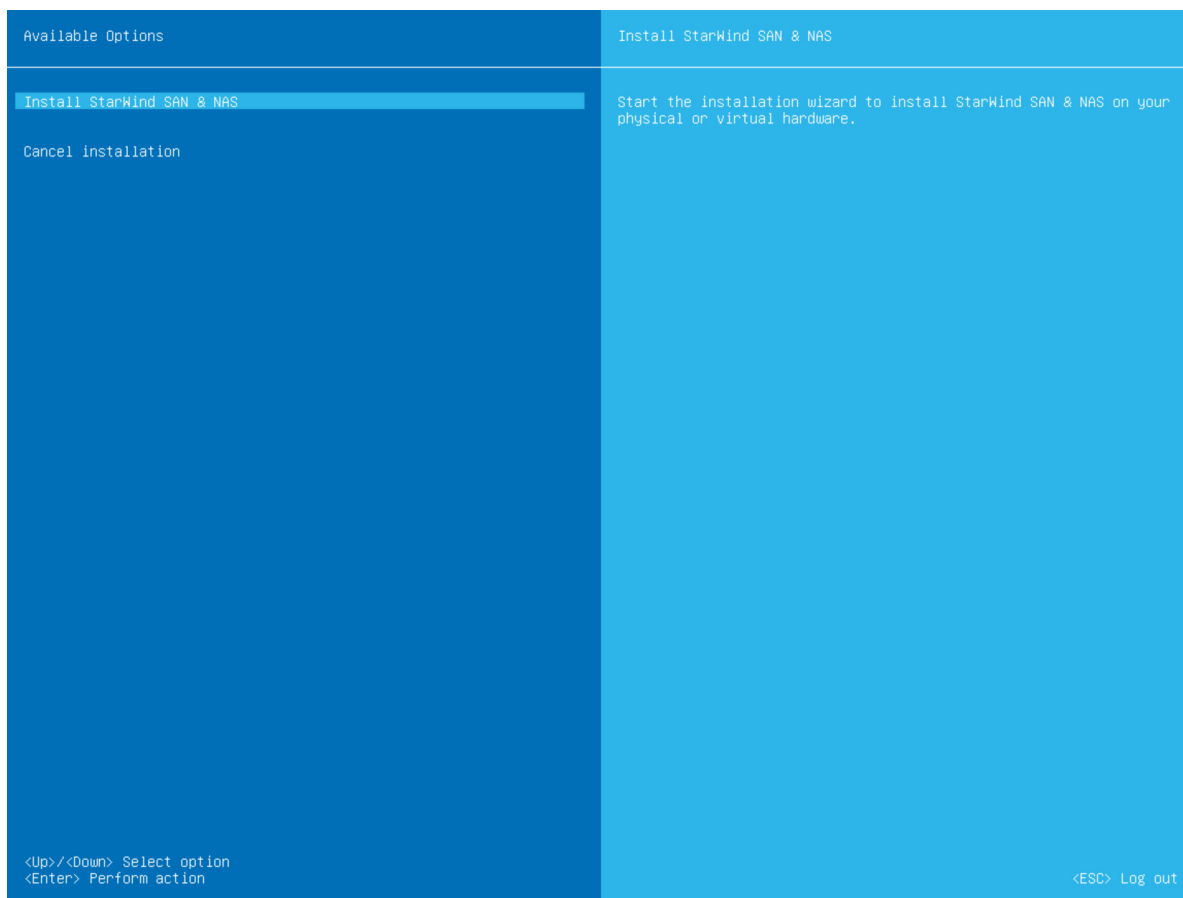 Available Options
Install StarWind SAN & NAS
Install StarWind SAN & NAS
Cancel installation
Start the installation wizard to install StarWind SAN & NAS on your
physical or virtual hardware.
<Up>/<Down> Select option
<Enter> Perform action
<ESC> Log out